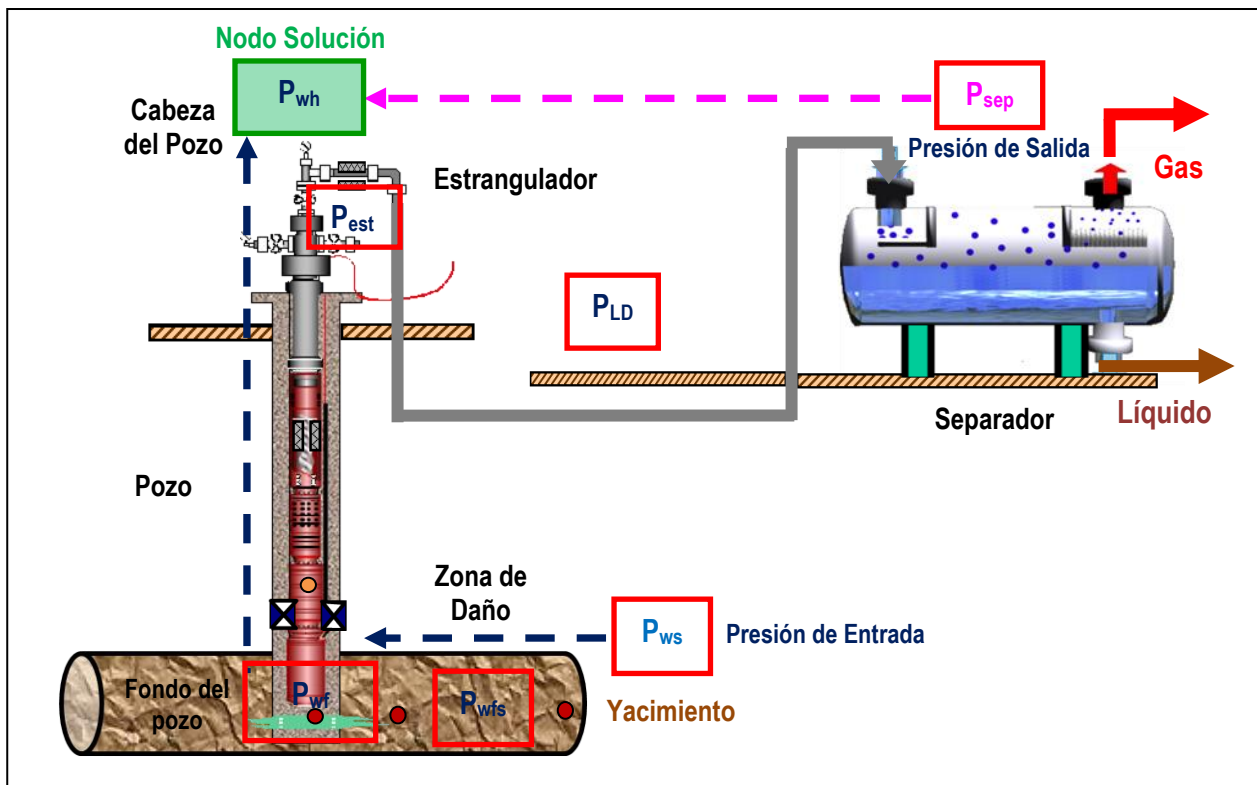 Nodo Solución
Pwh
Cabeza
del Pozo
Psep
Presión de Salida
Gas
Estrangulador
Pest
PLD
Separador
Líquido
Pozo
Zona de
Daño
Pws
Presión de Entrada
Fondo del
pozo
Pwf
Pwfs
Yacimiento